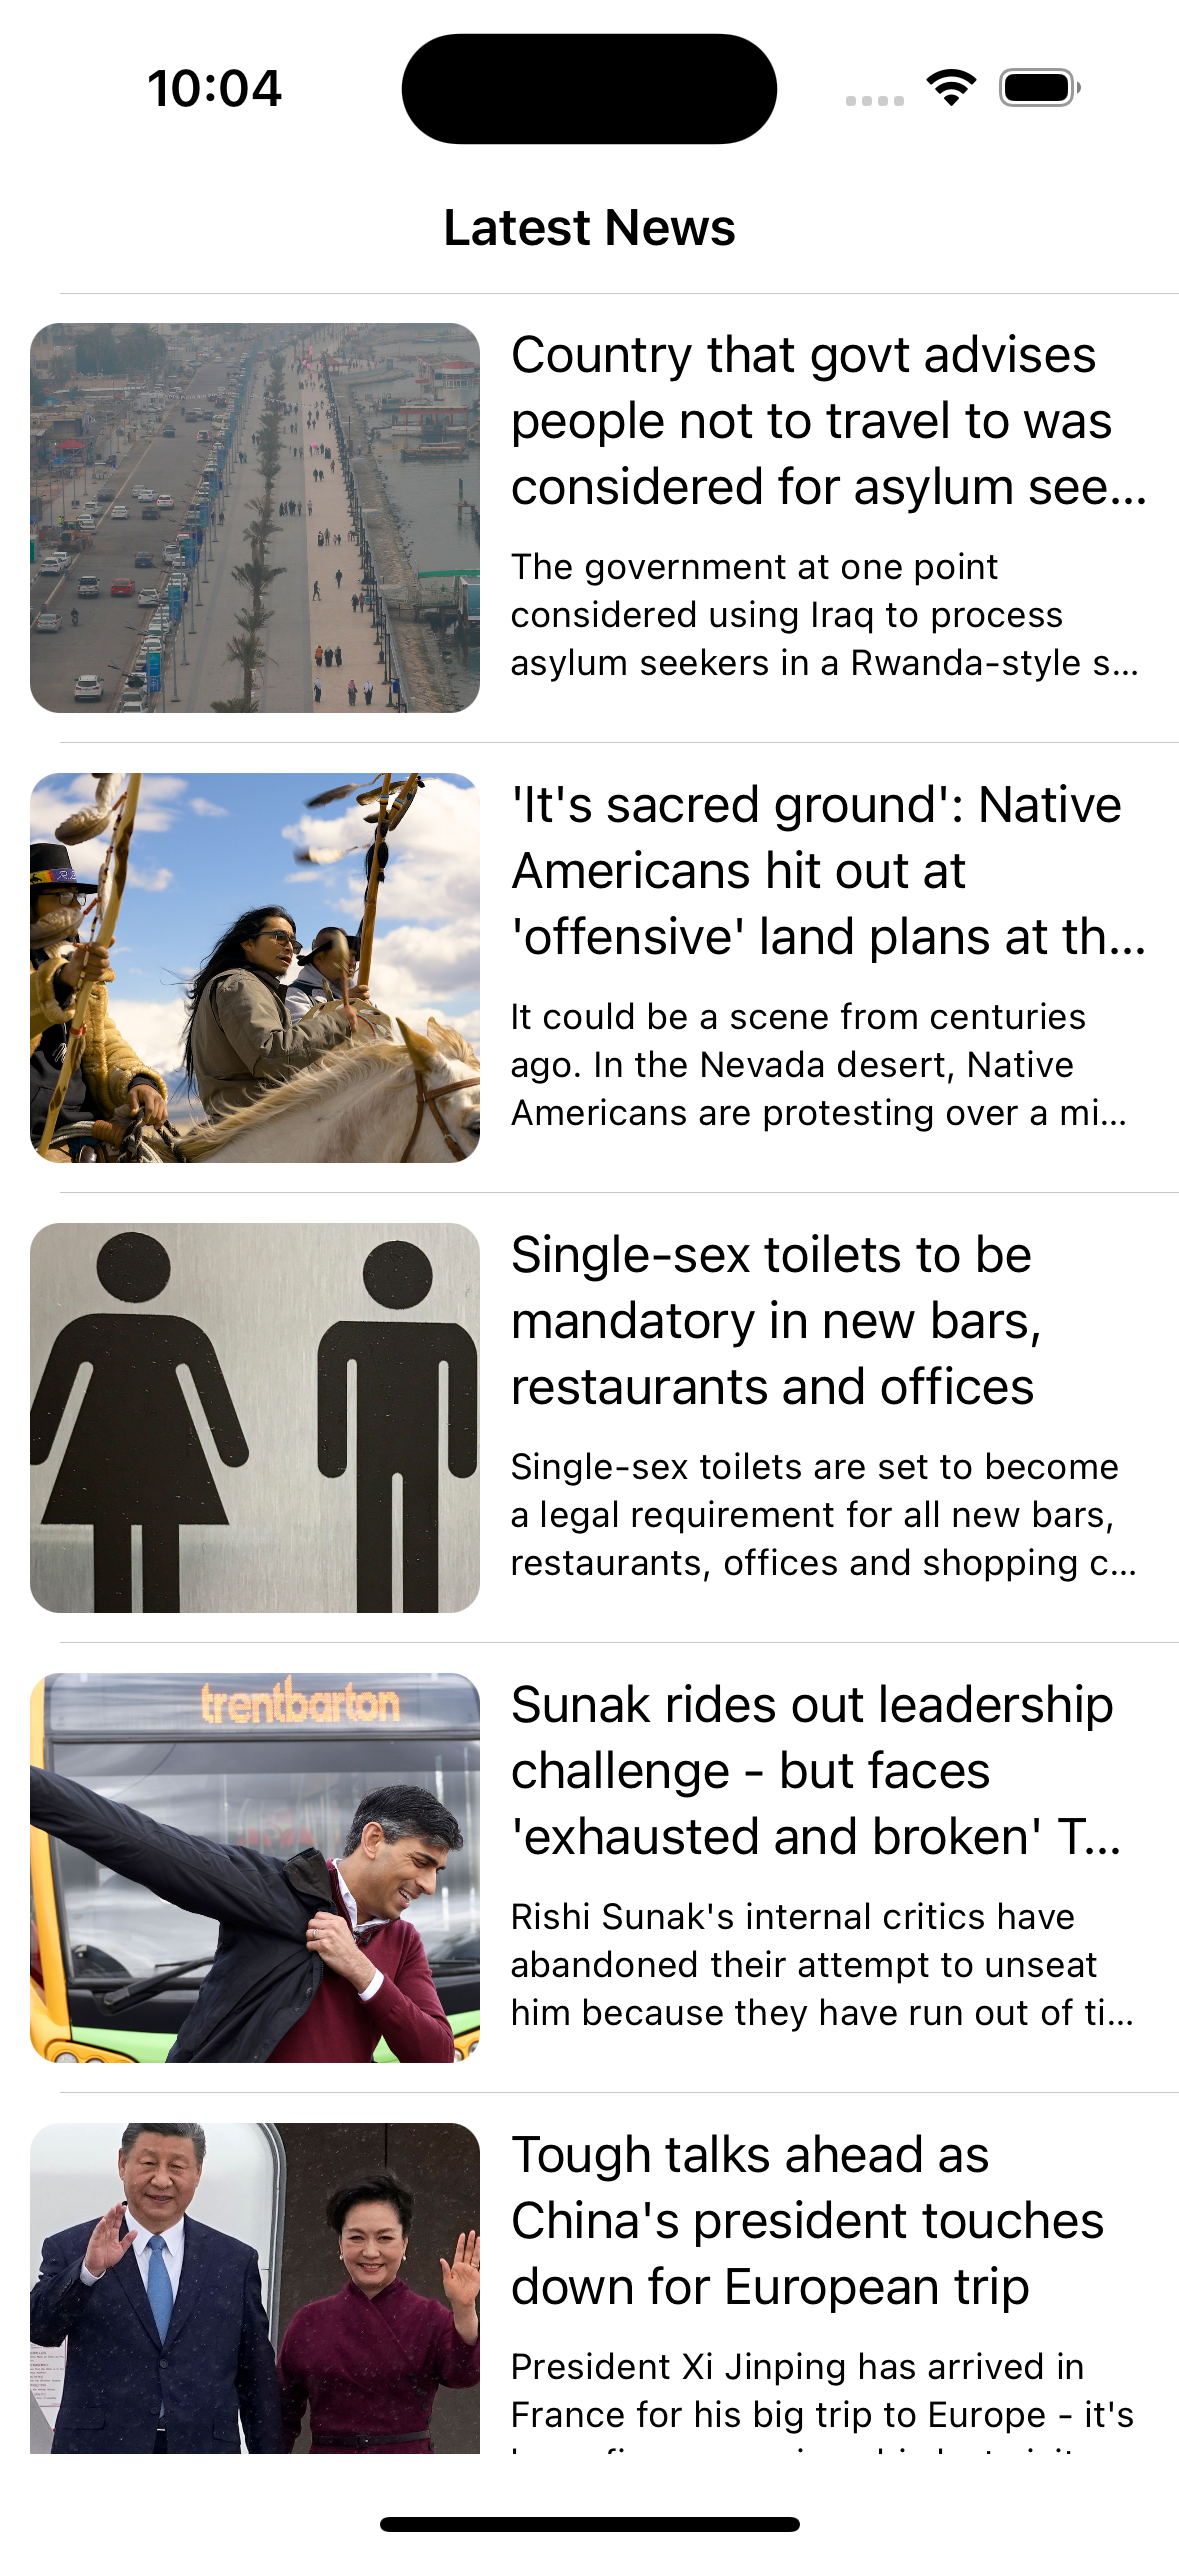 10:04
Latest News
Country that govt advises
people not to travel to was
considered for asylum see...
The government at one point
considered using Iraq to process
asylum seekers in a Rwanda-style s...
'It's sacred ground': Native
Americans hit out at
'offensive' land plans at th...
It could be a scene from centuries
ago. In the Nevada desert, Native
Americans are protesting over a mi...
Single-sex toilets to be
mandatory in new bars,
restaurants and offices
Single-sex toilets are set to become
a legal requirement for all new bars,
restaurants, offices and shopping c...
trentbarton
Sunak rides out leadership
challenge - but faces
'exhausted and broken' T...
Rishi Sunak's internal critics have
abandoned their attempt to unseat
him because they have run out of ti...
Tough talks ahead as
China's president touches
down for European trip
President Xi Jinping has arrived in
France for his big trip to Europe - it's